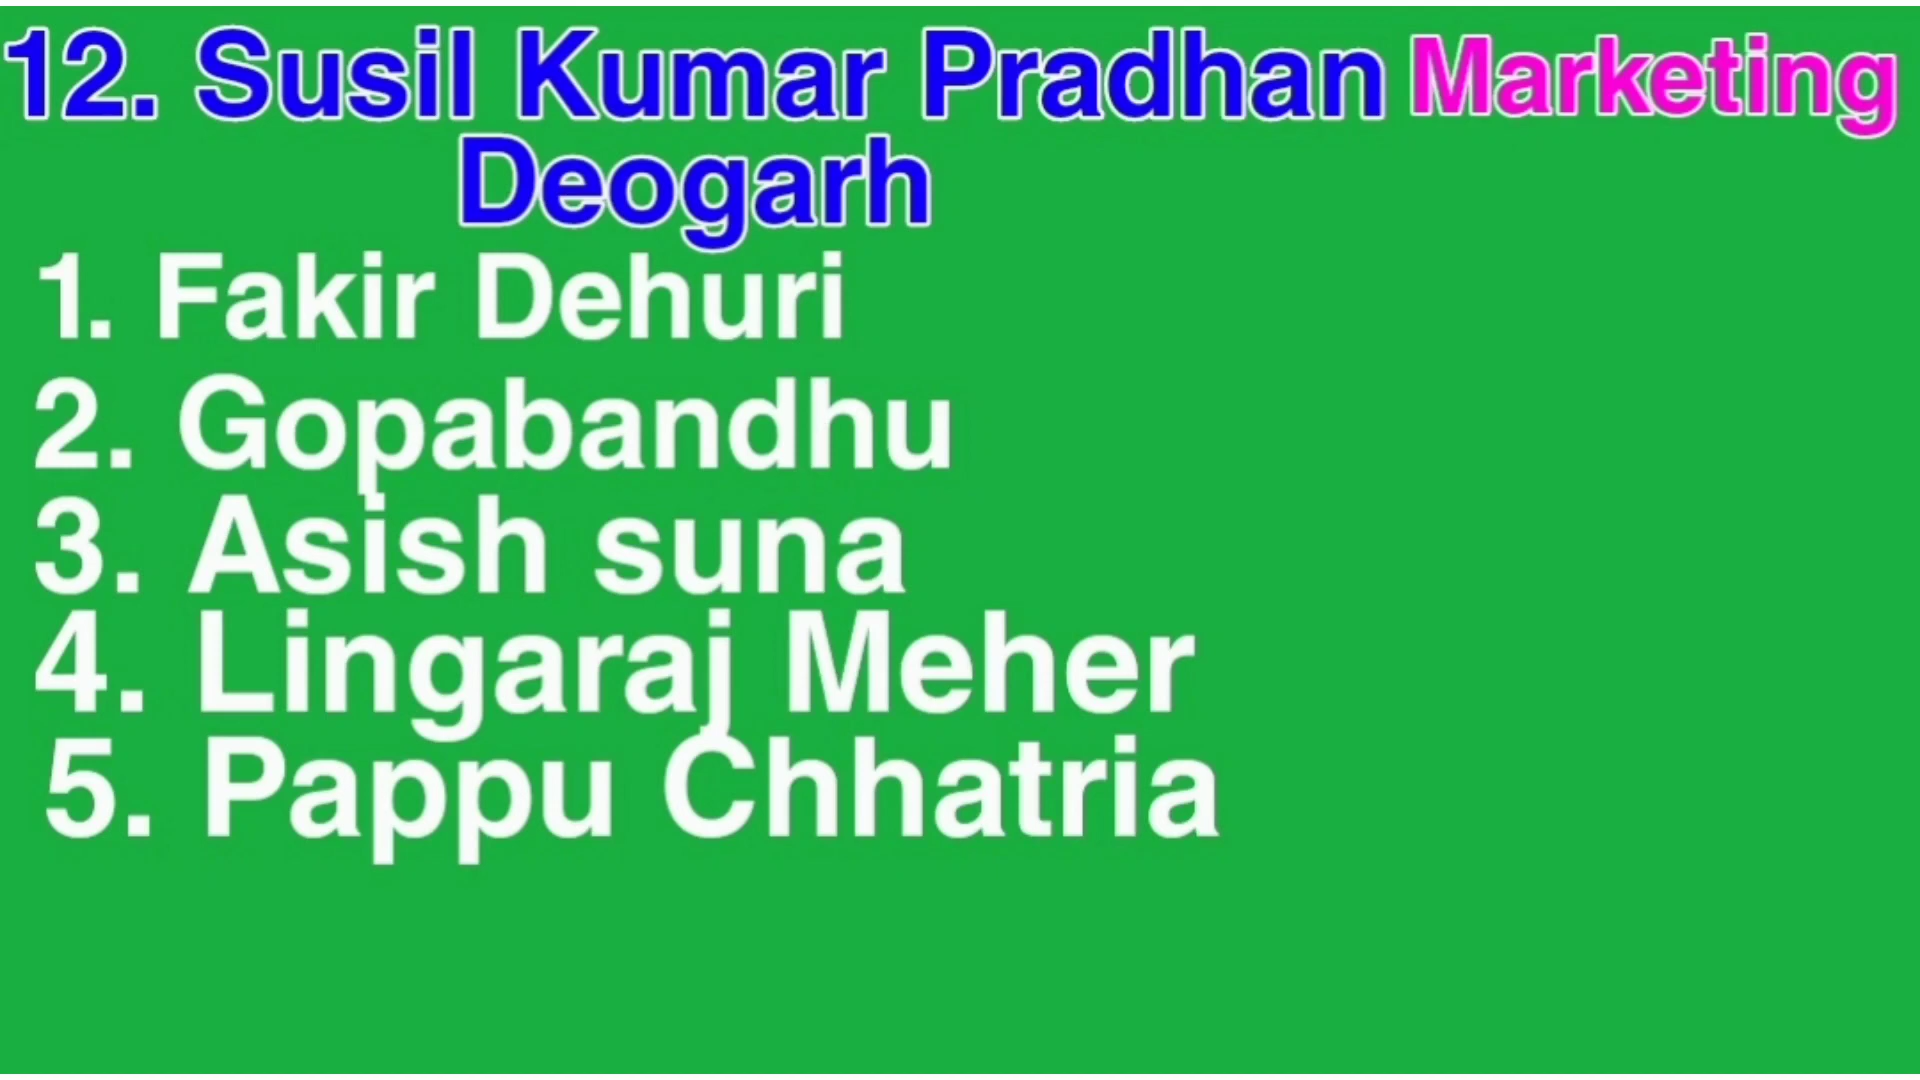 12. Susil Kumar Pradhan Marketing
Deogarh
1. Fakir Dehuri
2. Gopabandhu
3. Asish suna
4. Lingaraj Meher
5. Pappu Chhatria